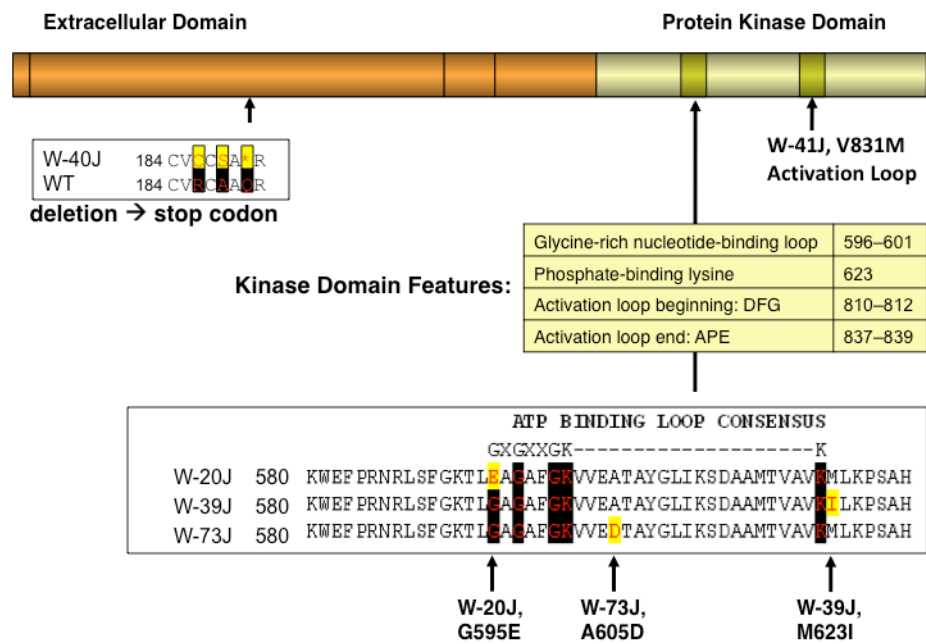 Extracellular Domain
Protein Kinase Domain
W-40J 184 CVCCSA*R
WT 184 CVRCAAQR
deletion → stop codon
W-41J, V831M
Activation Loop
Kinase Domain Features:
Glycine-rich nucleotide-binding loop 596–601
Phosphate-binding lysine 623
Activation loop beginning: DFG 810–812
Activation loop end: APE 837–839
ATP BINDING LOOP CONSENSUS
GXGXXGK--------------------K
W-20J 580 KWEFPRNRLSFGKTLEAGAFGKVVEATAYGLIKSDAAMTVAVKMLKPSAH
W-39J 580 KWEFPRNRLSFGKTLGAGAFGKVVEATAYGLIKSDAAMTVAVKILKPSAH
W-73J 580 KWEFPRNRLSFGKTLGAGAFGKVVEDTAYGLIKSDAAMTVAVKMLKPSAH
W-20J,
G595E
W-73J,
A605D
W-39J,
M623I